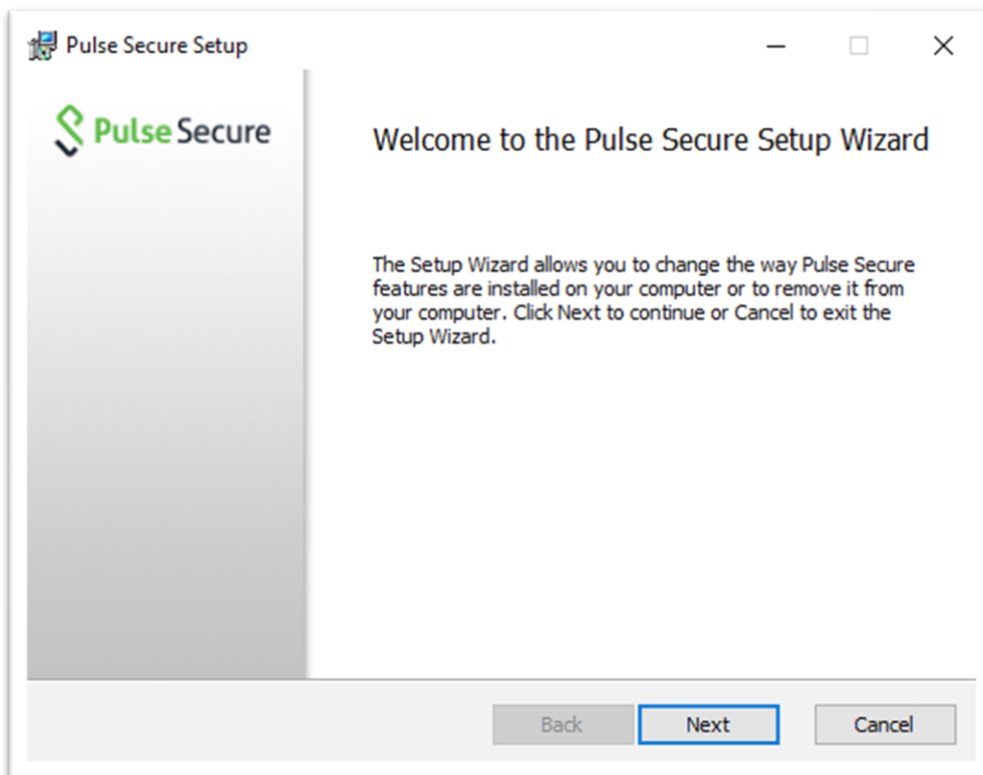 Pulse Secure Setup
Pulse Secure
Welcome to the Pulse Secure Setup Wizard
The Setup Wizard allows you to change the way Pulse Secure
features are installed on your computer or to remove it from
your computer. Click Next to continue or Cancel to exit the
Setup Wizard.
Back Next Cancel